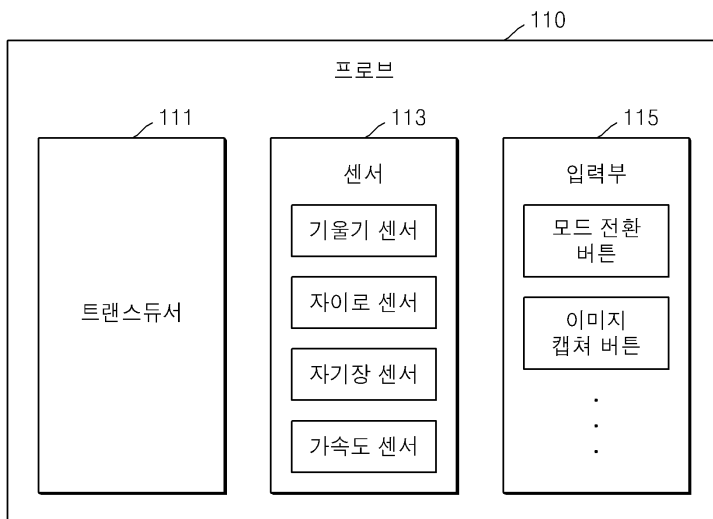 110
프로브
111
113
115
트랜스듀서
센서
기울기 센서
자이로 센서
자기장 센서
가속도 센서
입력부
모드 전환
버튼
이미지
캡쳐 버튼